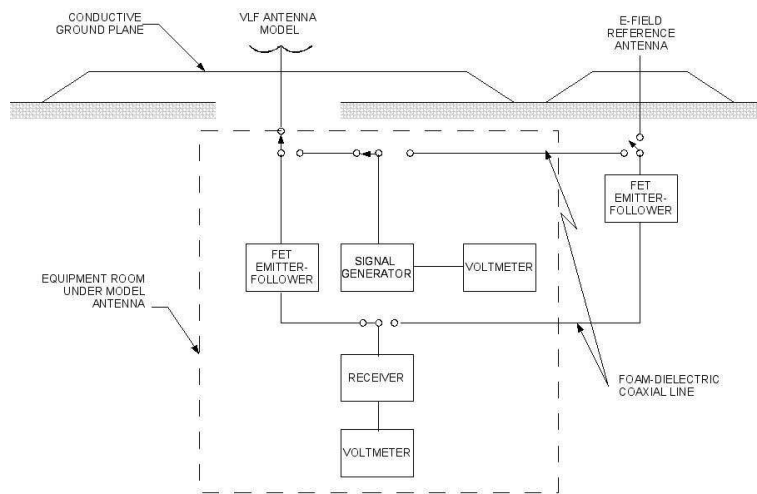 CONDUCTIVE
GROUND PLANE
VLF ANTENNA
MODEL
E-FIELD
REFERENCE
ANTENNA
FET
EMITTER-
FOLLOWER
FET
EMITTER-
FOLLOWER
SIGNAL
GENERATOR
VOLTMETER
EQUIPMENT ROOM
UNDER MODEL
ANTENNA
RECEIVER
FOAM-DIELECTRIC
COAXIAL LINE
VOLTMETER